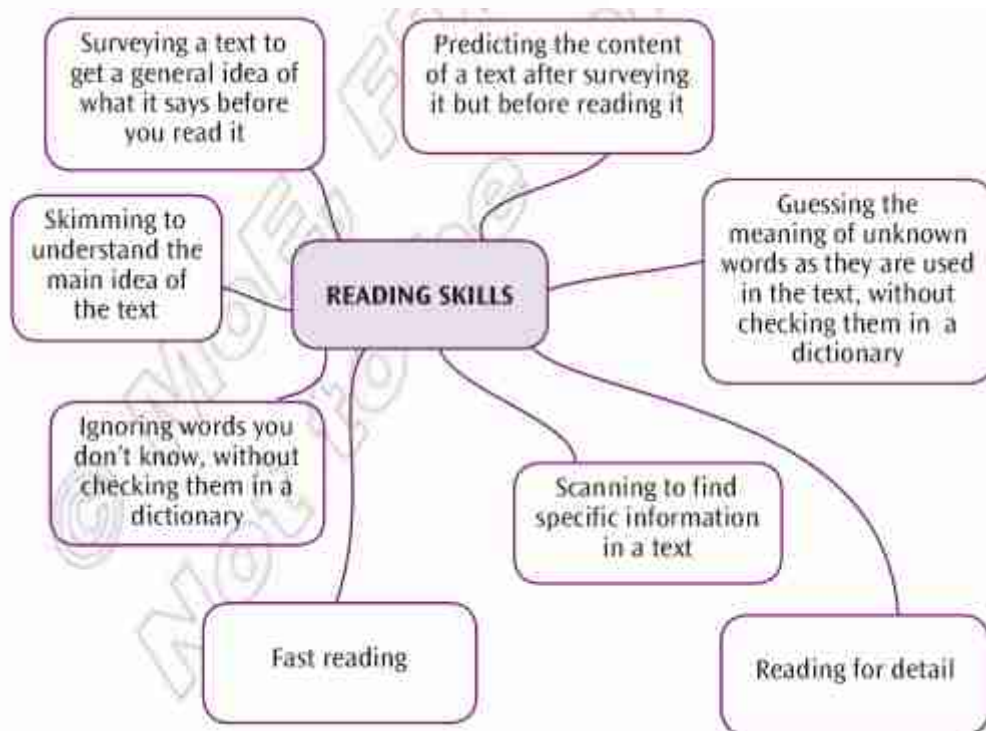 Surveying a text to
get a general idea of
what it says before
you read it
Predicting the content
of a text after surveying
it but before reading it
Skimming to
understand the
main idea of
the text
READING SKILLS
Guessing the
meaning of unknown
words as they are used
in the text, without
checking them in a
dictionary
Ignoring words you
don't know, without
checking them in a
dictionary
Scanning to find
specific information
in a text
Fast reading
Reading for detail
© MoE
Not to be